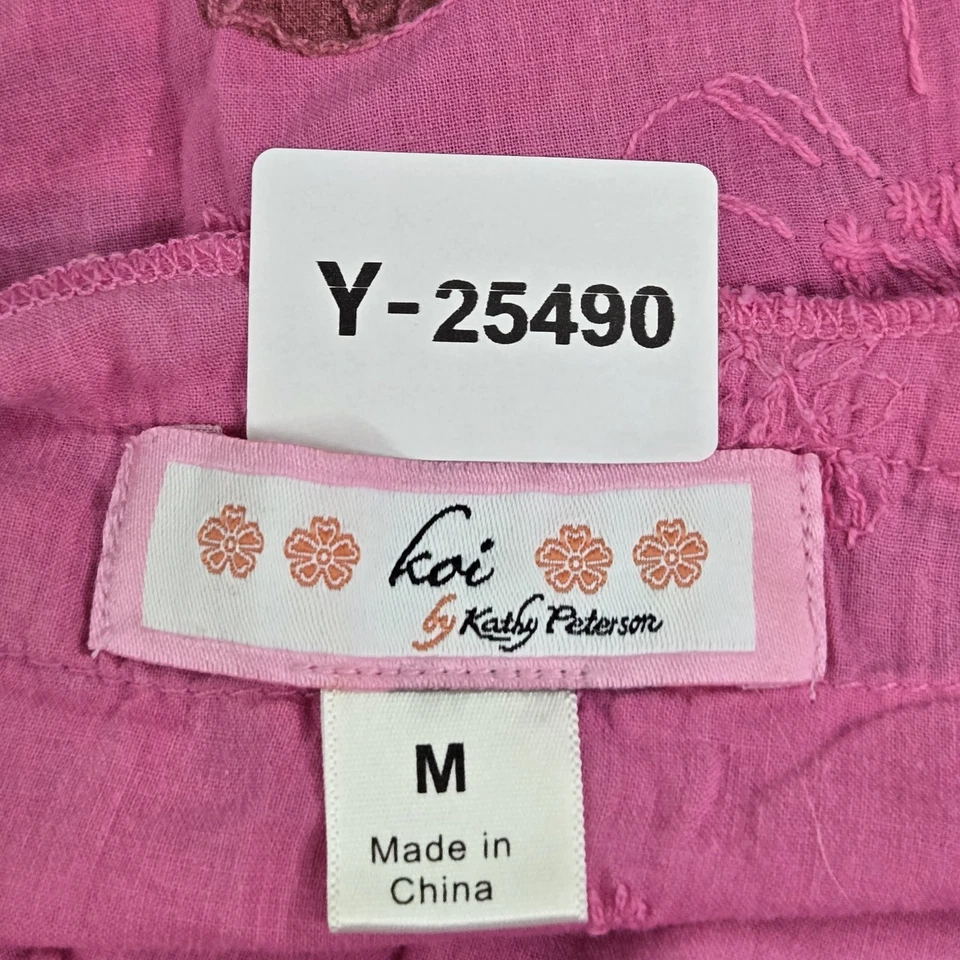 Y-25490
koi
by Kathy Peterson
M
Made in
China